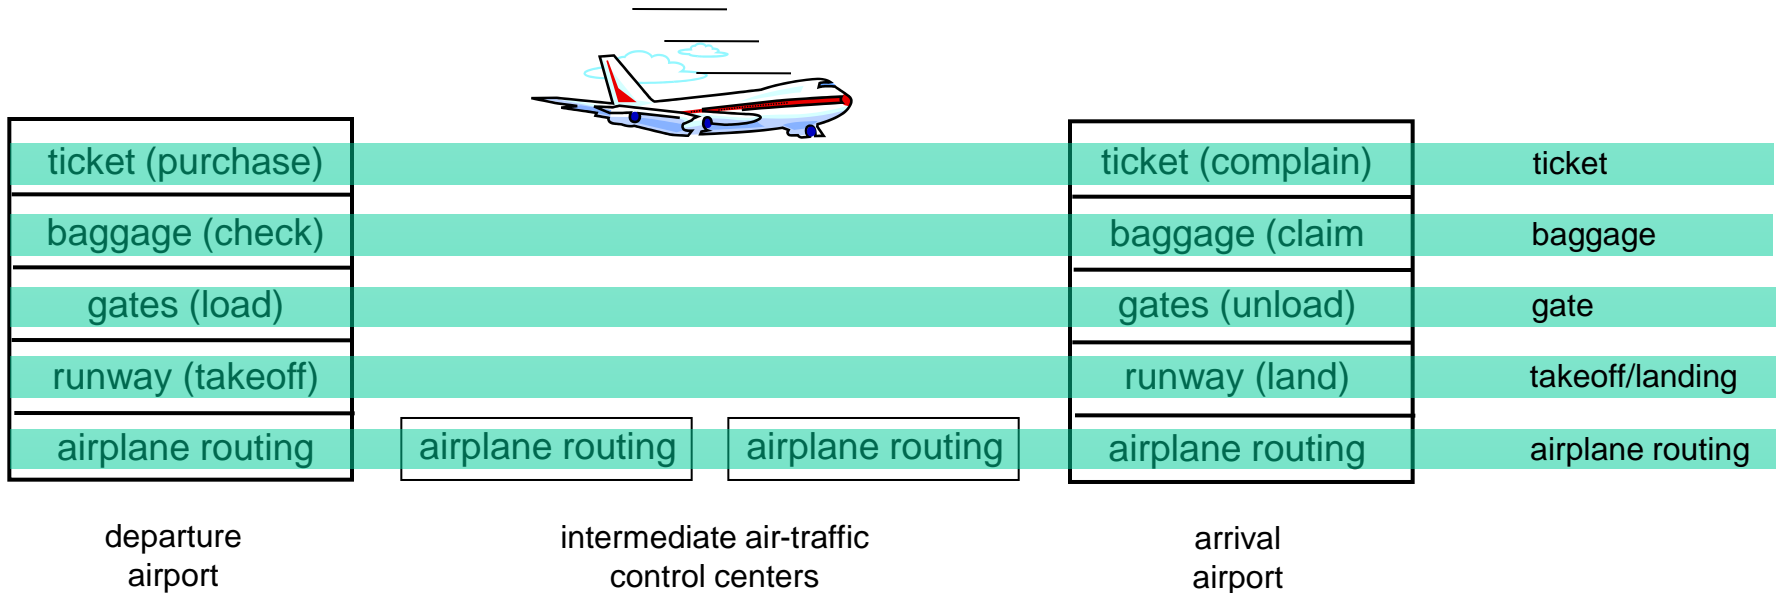 ticket (purchase) ticket (complain) ticket
baggage (check) baggage (claim baggage
gates (load) gates (unload) gate
runway (takeoff) runway (land) takeoff/landing
airplane routing airplane routing airplane routing airplane routing airplane routing
departure
airport
intermediate air-traffic
control centers
arrival
airport